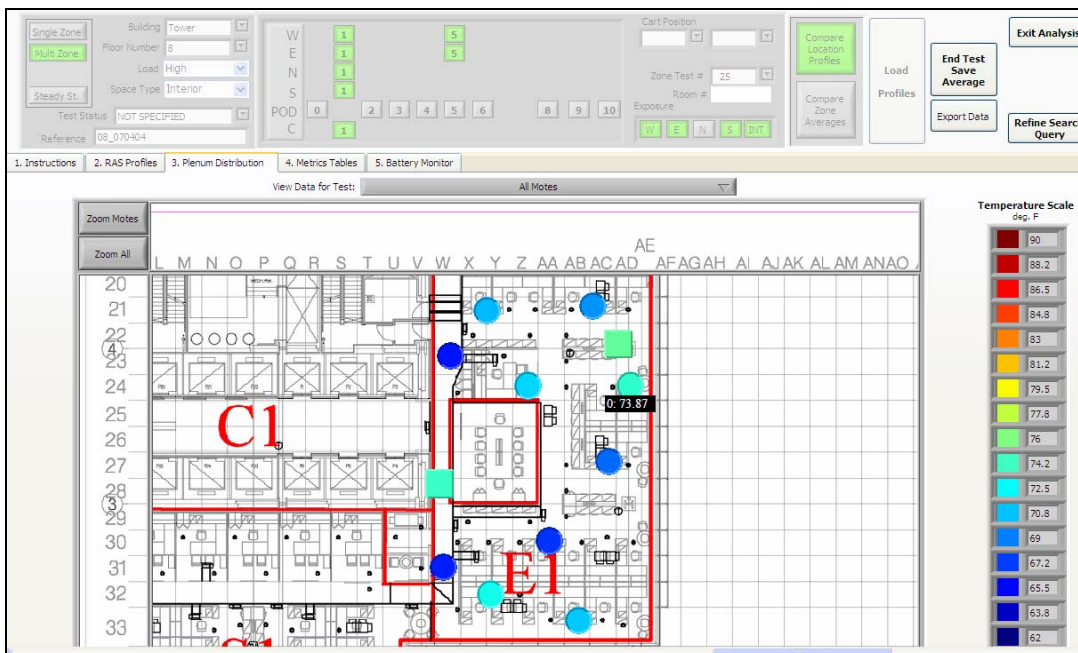 Single Zone
Multi Zone
Steady St.
Building Tower
Floor Number 8
Load High
Space Type Interior
Test Status NOT SPECIFIED
Reference 08_070404
W 1 5
E 1 5
N 1
S 1
POD 0 2 3 4 5 6 8 9 10
C 1
Cart Position
Zone Test # 25
Room #
Exposure
W E N S INT
Compare Location Profiles
Compare Zone Averages
Load Profiles
End Test Save Average
Export Data
Exit Analysis
Refine Search Query
1. Instructions 2. RAS Profiles 3. Plenum Distribution 4. Metrics Tables 5. Battery Monitor
View Data for Test: All Motes
Zoom Motes
Zoom All
AE
L M N O P Q R S T U V W X Y Z AA AB AC AD AF AG AH AI AJ AK AL AM AN AO
20
21
22
4
23
24
25
26
27
28
3
29
30
31
32
33
C1
0: 73.87
E1
Temperature Scale
deg. F
90
88.2
86.5
84.8
83
81.2
79.5
77.8
76
74.2
72.5
70.8
69
67.2
65.5
63.8
62